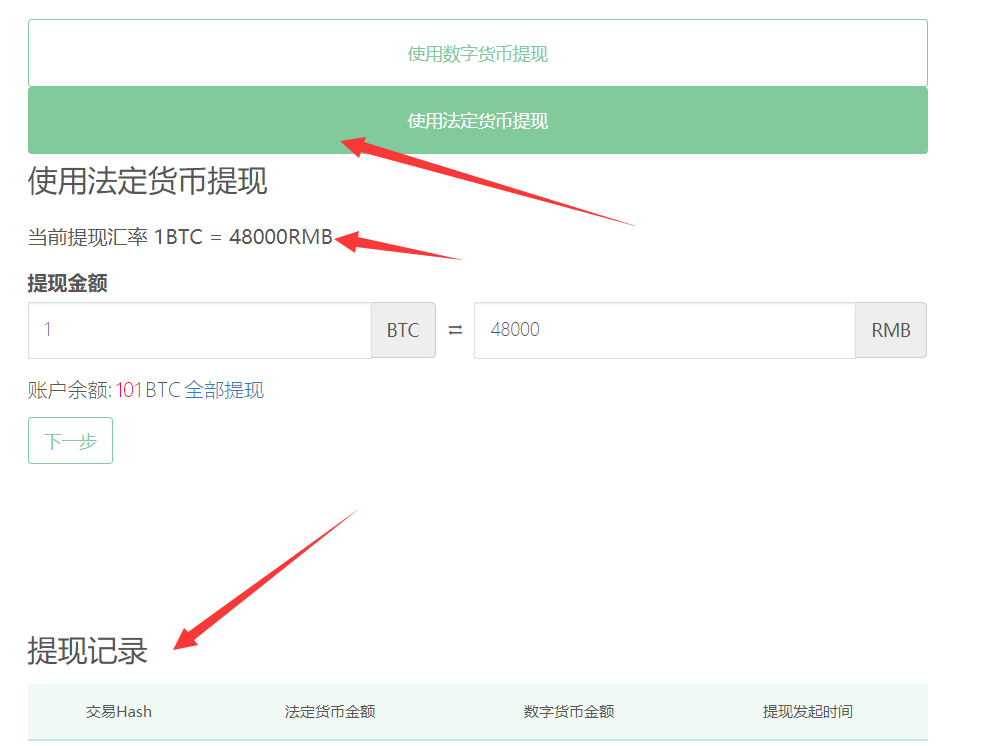 使用数字货币提现
使用法定货币提现
使用法定货币提现
当前提现汇率 1BTC = 48000RMB
提现金额
1 BTC ⇄ 48000 RMB
账户余额: 101 BTC 全部提现
下一步
提现记录
交易Hash 法定货币金额 数字货币金额 提现发起时间